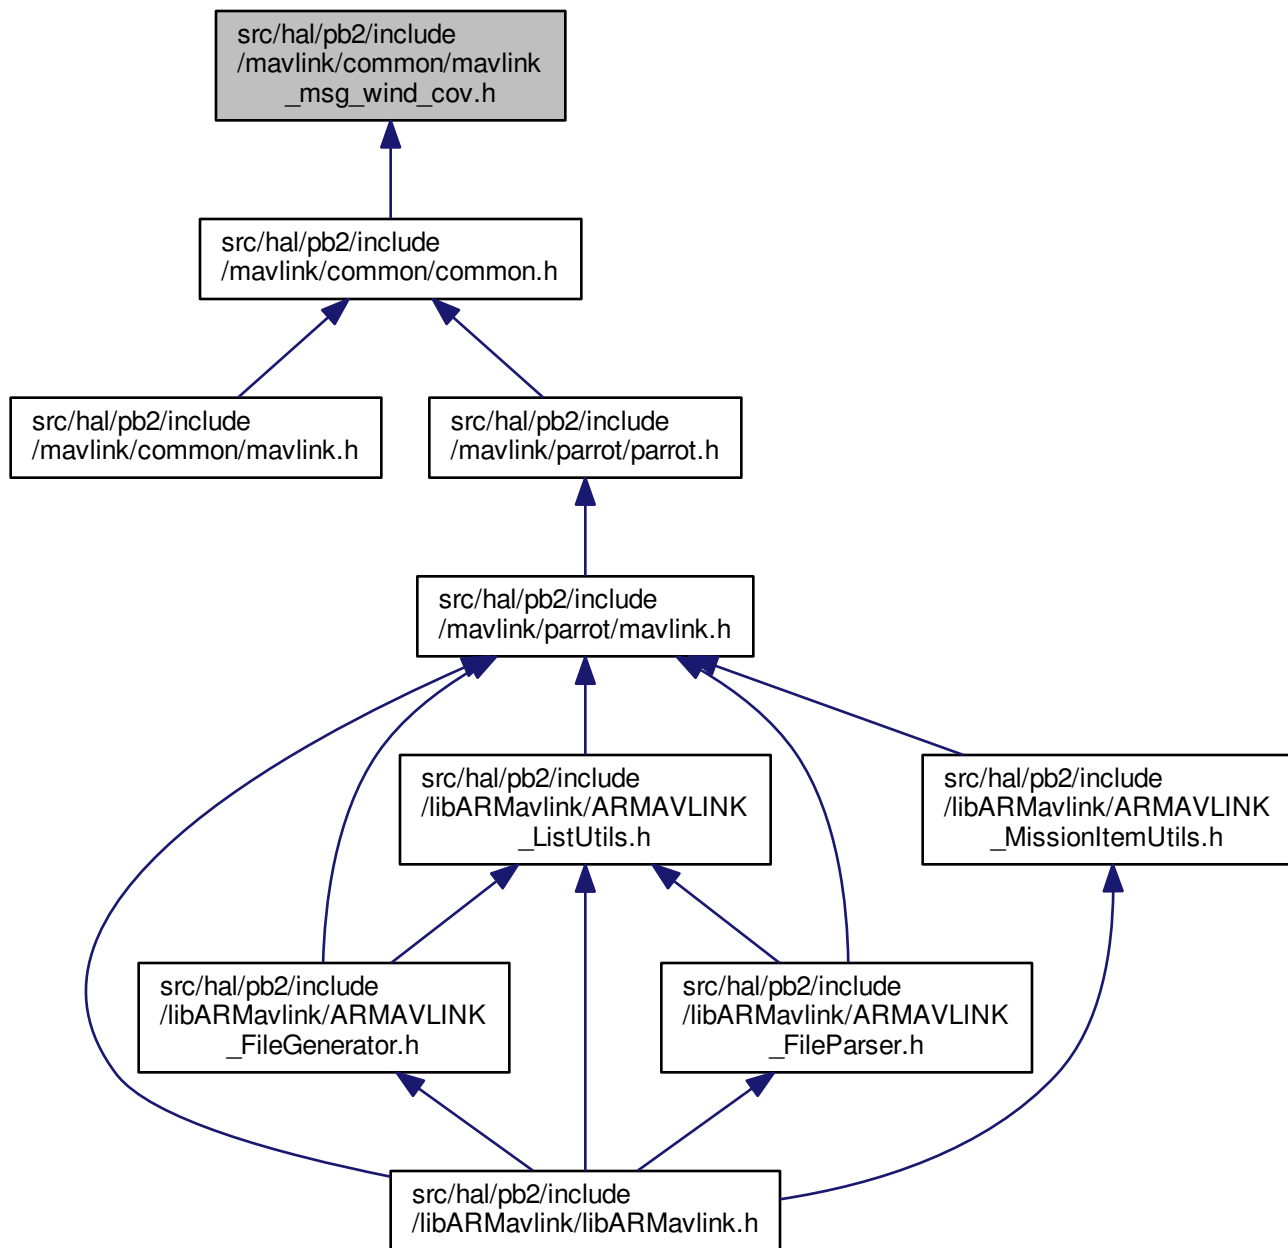 src/hal/pb2/include
/mavlink/common/mavlink
_msg_wind_cov.h
src/hal/pb2/include
/mavlink/common/common.h
src/hal/pb2/include
/mavlink/common/mavlink.h
src/hal/pb2/include
/mavlink/parrot/parrot.h
src/hal/pb2/include
/mavlink/parrot/mavlink.h
src/hal/pb2/include
/libARMavlink/ARMAVLINK
_ListUtils.h
src/hal/pb2/include
/libARMavlink/ARMAVLINK
_MissionItemUtils.h
src/hal/pb2/include
/libARMavlink/ARMAVLINK
_FileGenerator.h
src/hal/pb2/include
/libARMavlink/ARMAVLINK
_FileParser.h
src/hal/pb2/include
/libARMavlink/libARMavlink.h